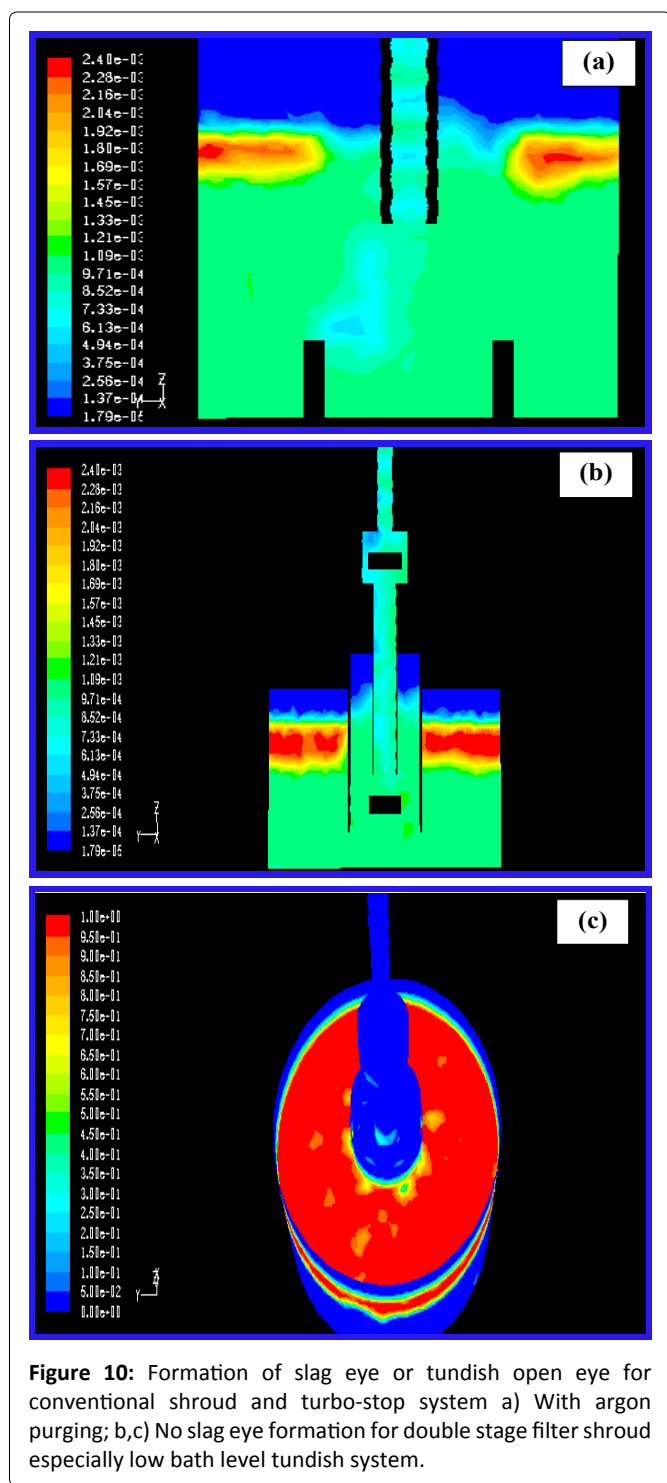 2.40e-03
2.28e-03
2.16e-03
2.04e-03
1.92e-03
1.80e-03
1.69e-03
1.57e-03
1.45e-03
1.33e-03
1.21e-03
1.09e-03
9.71e-04
8.52e-04
7.33e-04
6.13e-04
4.94e-04
3.75e-04
2.56e-04
1.37e-04
1.79e-05
Z
Y
X
(a)
2.40e-03
2.28e-03
2.16e-03
2.04e-03
1.92e-03
1.80e-03
1.69e-03
1.57e-03
1.45e-03
1.33e-03
1.21e-03
1.09e-03
9.71e-04
8.52e-04
7.33e-04
6.13e-04
4.94e-04
3.75e-04
2.56e-04
1.37e-04
1.79e-05
Z
Y
X
(b)
1.00e+00
9.50e-01
9.00e-01
8.50e-01
8.00e-01
7.50e-01
7.00e-01
6.50e-01
6.00e-01
5.50e-01
5.00e-01
4.50e-01
4.00e-01
3.50e-01
3.00e-01
2.50e-01
2.00e-01
1.50e-01
1.00e-01
5.00e-02
0.00e+00
Y
(c)
Figure 10: Formation of slag eye or tundish open eye for
conventional shroud and turbo-stop system a) With argon
purging; b,c) No slag eye formation for double stage filter shroud
especially low bath level tundish system.